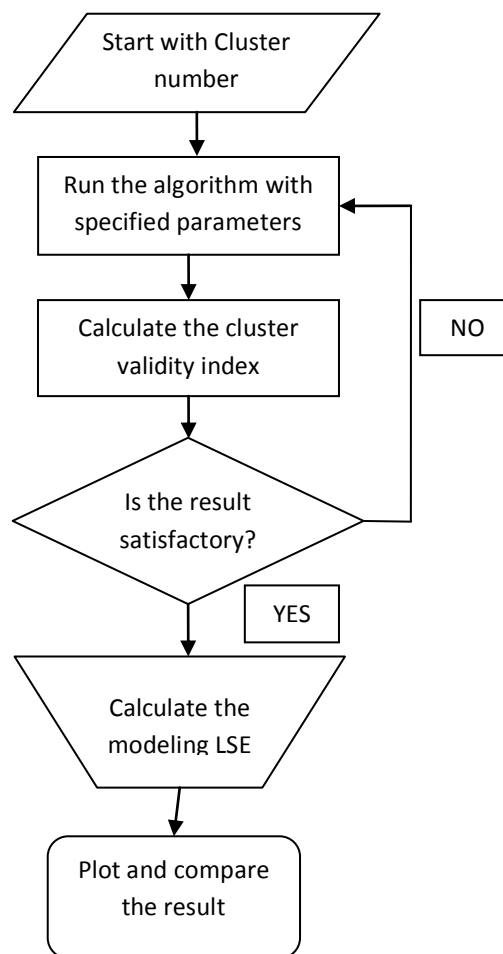 Start with Cluster
number
Run the algorithm with
specified parameters
Calculate the cluster
validity index
NO
Is the result
satisfactory?
YES
Calculate the
modeling LSE
Plot and compare
the result